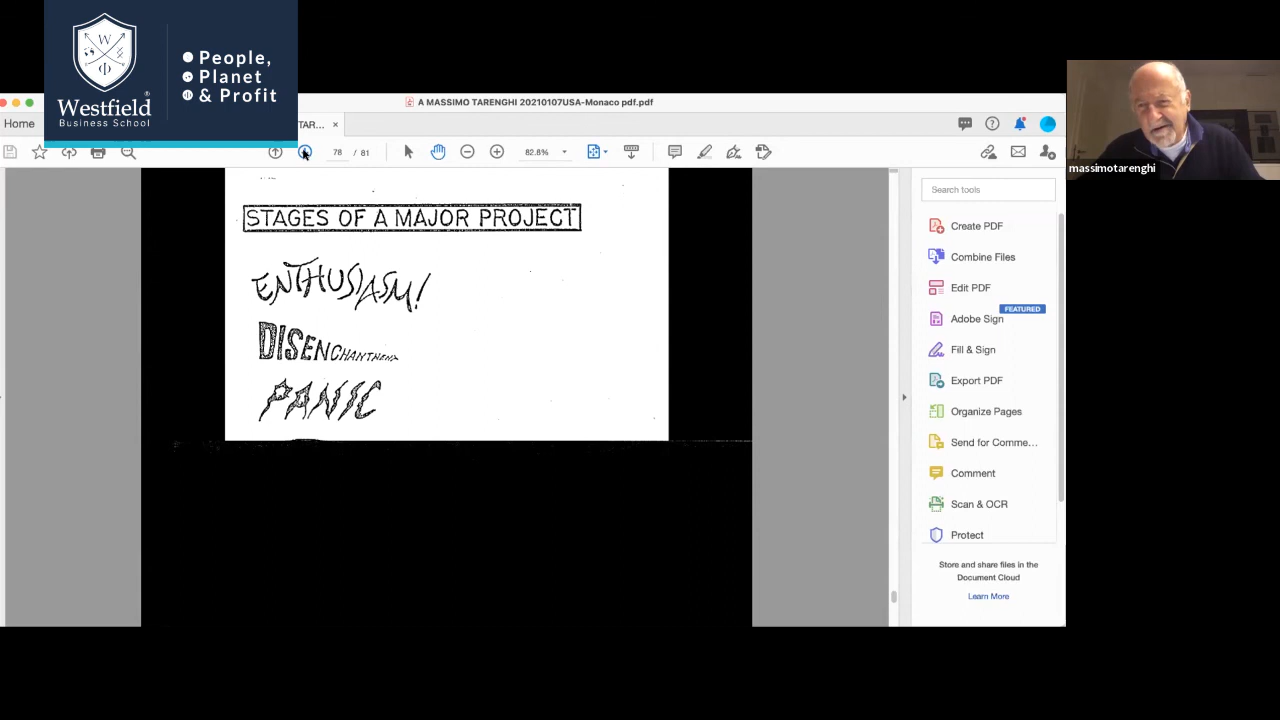 W
Φ
Westfield®
Business School
People,
Planet
& Profit
A MASSIMO TARENGHI 20210107USA-Monaco pdf.pdf
Home
TAR... ×
78 / 81
82.8%
massimotarenghi
STAGES OF A MAJOR PROJECT
ENTHUSIASM!
DISENCHANTMENT
PANIC
Search tools
Create PDF
Combine Files
Edit PDF
FEATURED
Adobe Sign
Fill & Sign
Export PDF
Organize Pages
Send for Comme...
Comment
Scan & OCR
Protect
Store and share files in the
Document Cloud
Learn More